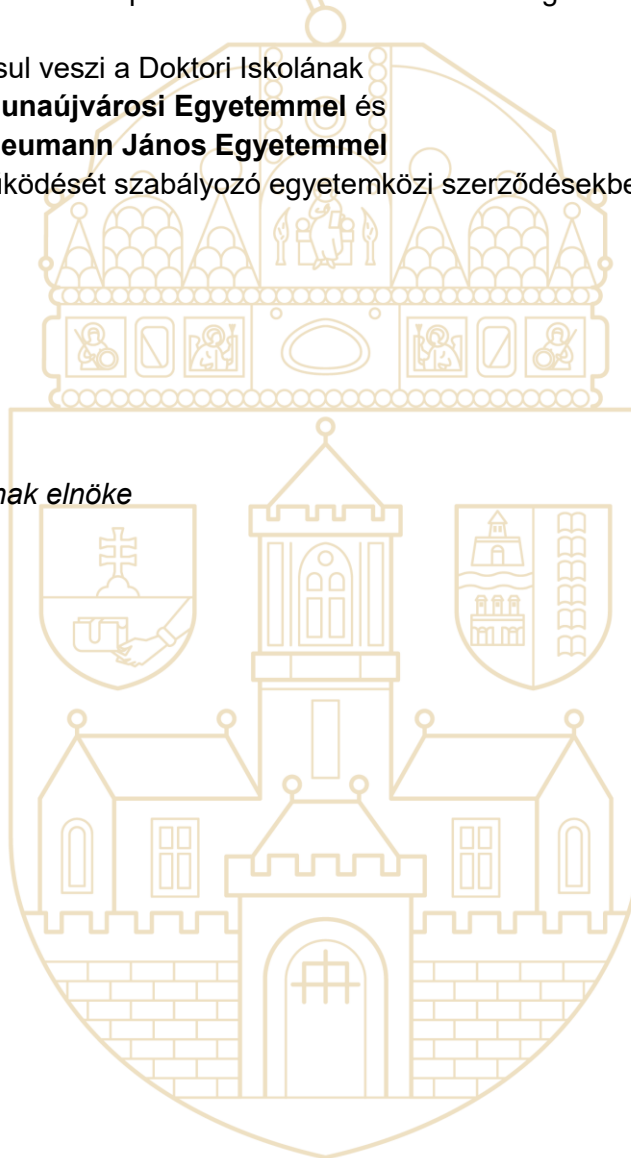 sul veszi a Doktori Iskolának
unaújvárosi Egyetemmel és
eumann János Egyetemmel
ködését szabályozó egyetemközi szerződésekbe
nak elnöke